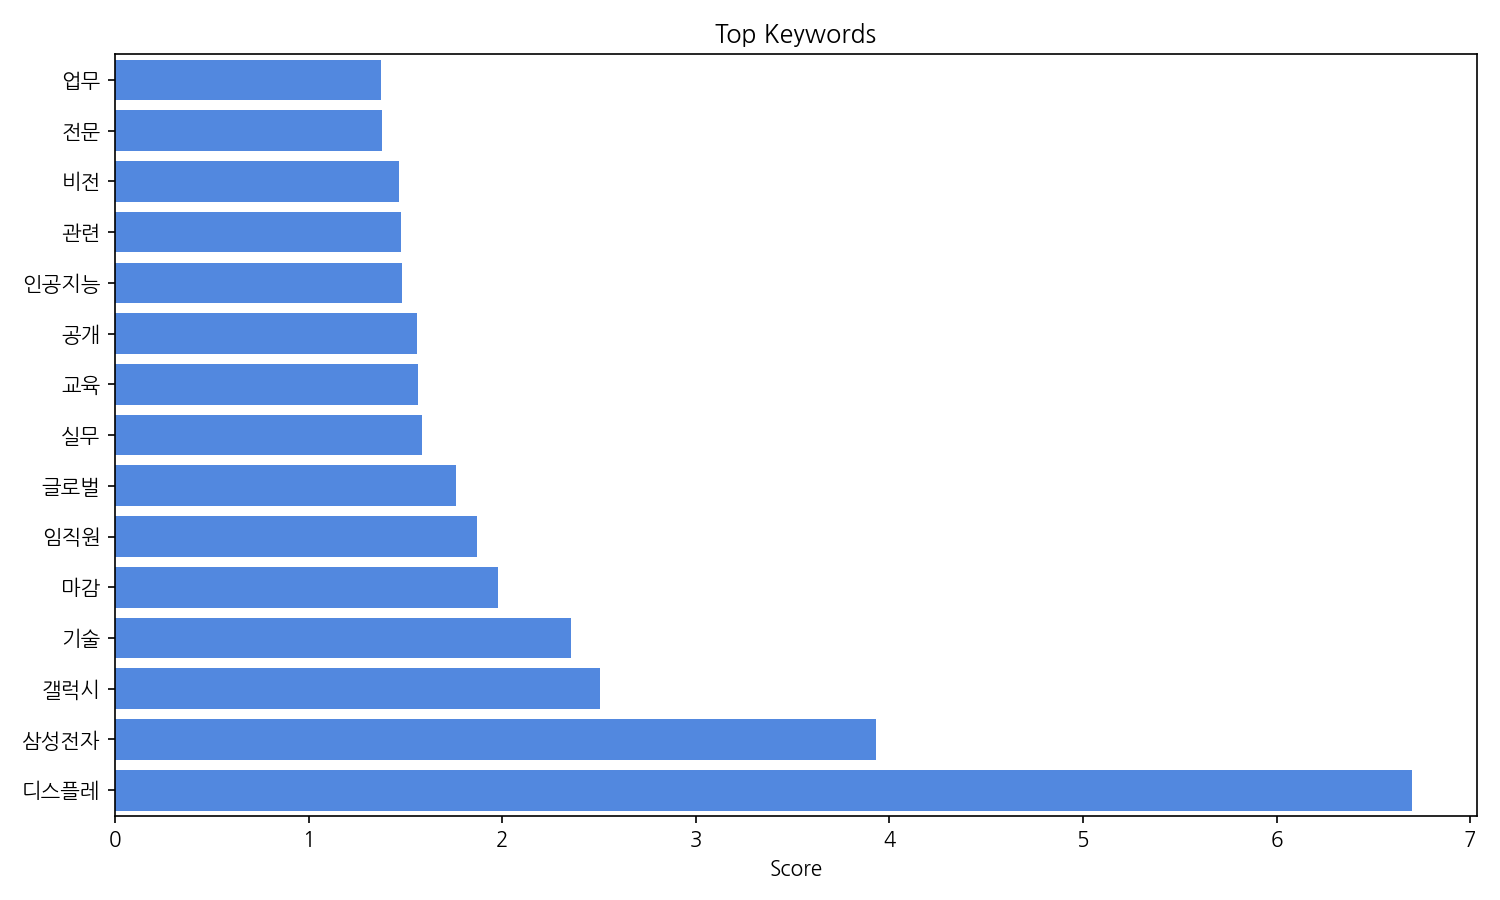 Top Keywords
업무
전문
비전
관련
인공지능
공개
교육
실무
글로벌
임직원
마감
기술
갤럭시
삼성전자
디스플레
0 1 2 3 4 5 6 7
Score